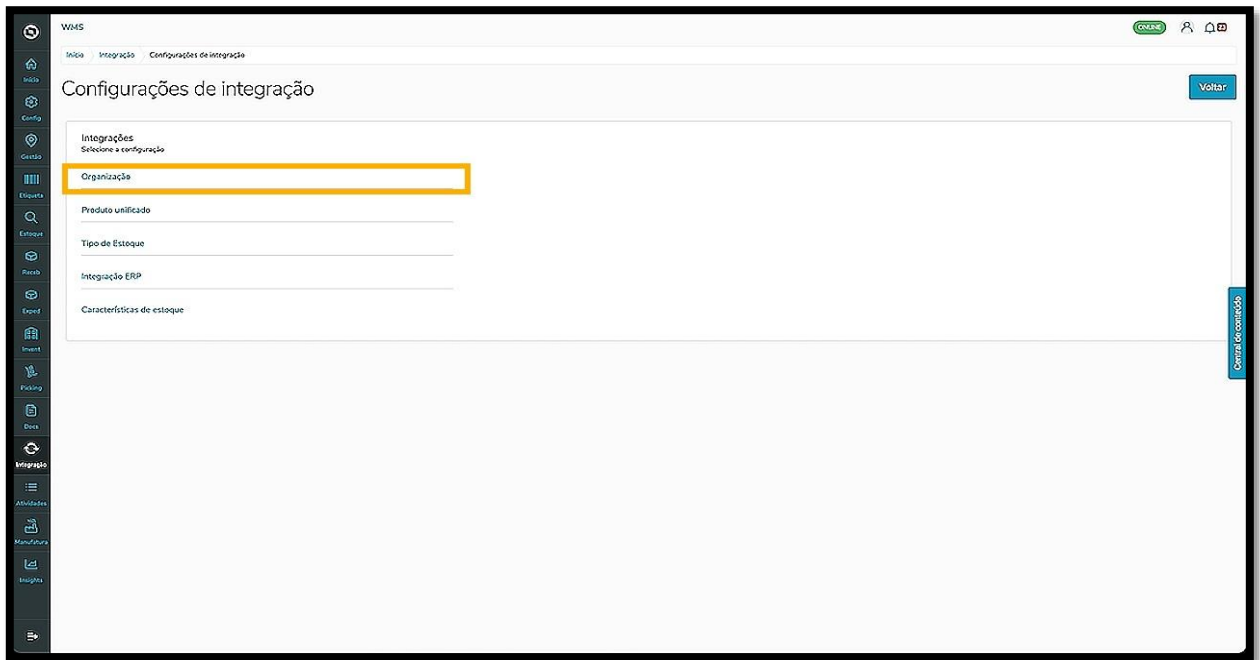 WMS
ONLINE
Início
Integração
Configurações de integração
Configurações de integração
Voltar
Integrações
Selecione a configuração
Organização
Produto unificado
Tipo de Estoque
Integração ERP
Características de estoque
Central de conteúdo
Início
Config
Gestão
Etiqueta
Estoque
Receb
Exped
Invent
Picking
Docs
Integração
Atividades
Manufatura
Insights